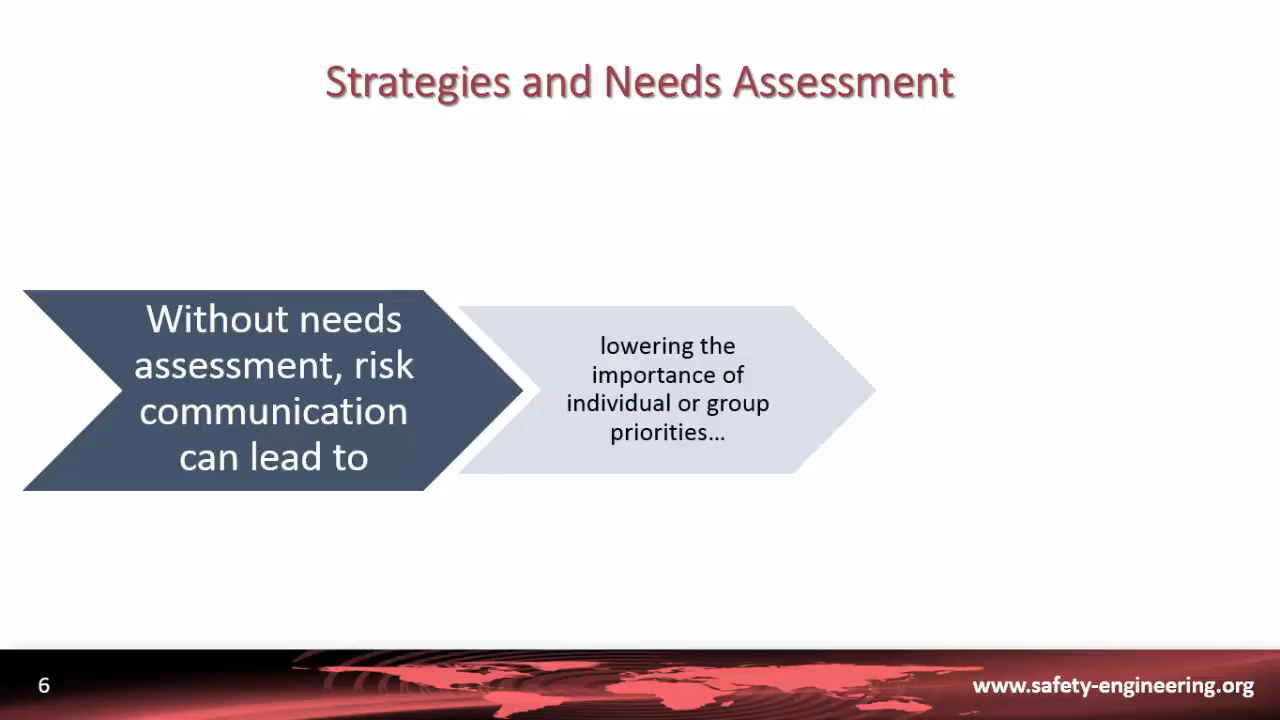 Strategies and Needs Assessment
Without needs
assessment, risk
communication
can lead to
lowering the
importance of
individual or group
priorities…
6
www.safety-engineering.org